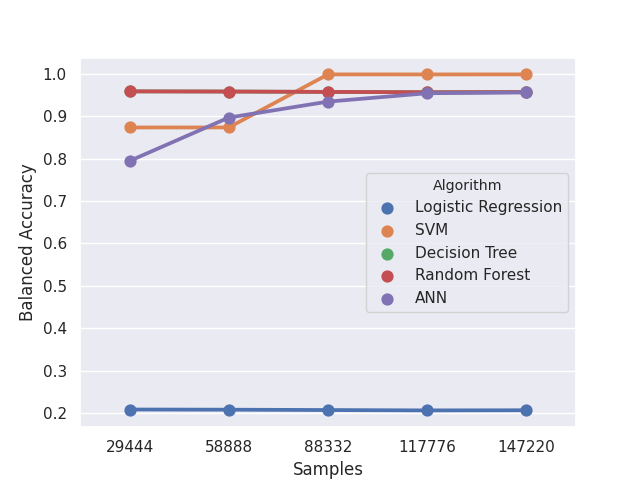 1.0
0.9
0.8
0.7
0.6
0.5
0.4
0.3
0.2
Balanced Accuracy
Algorithm
Logistic Regression
SVM
Decision Tree
Random Forest
ANN
29444 58888 88332 117776 147220
Samples